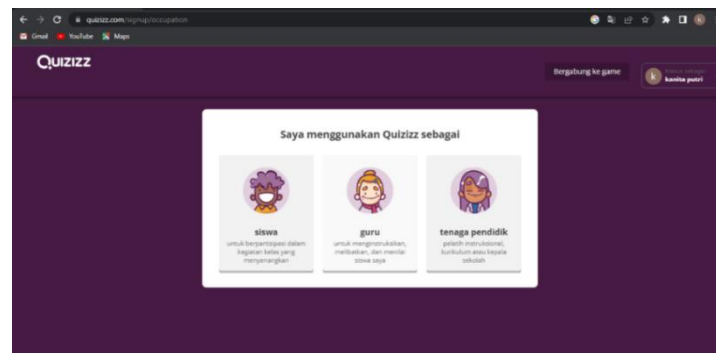 quizizz.com/signup/occupation
Gmail YouTube Maps
QUIZIZZ
Bergabung ke game
k
kanita putri
Saya menggunakan Quizizz sebagai
siswa
untuk berpartisipasi dalam
kegiatan kelas yang
menyenangkan
guru
untuk menginstruksikan,
melibatkan, dan menilai
siswa saya
tenaga pendidik
pelatih instruksional,
kurikulum atau kepala
sekolah